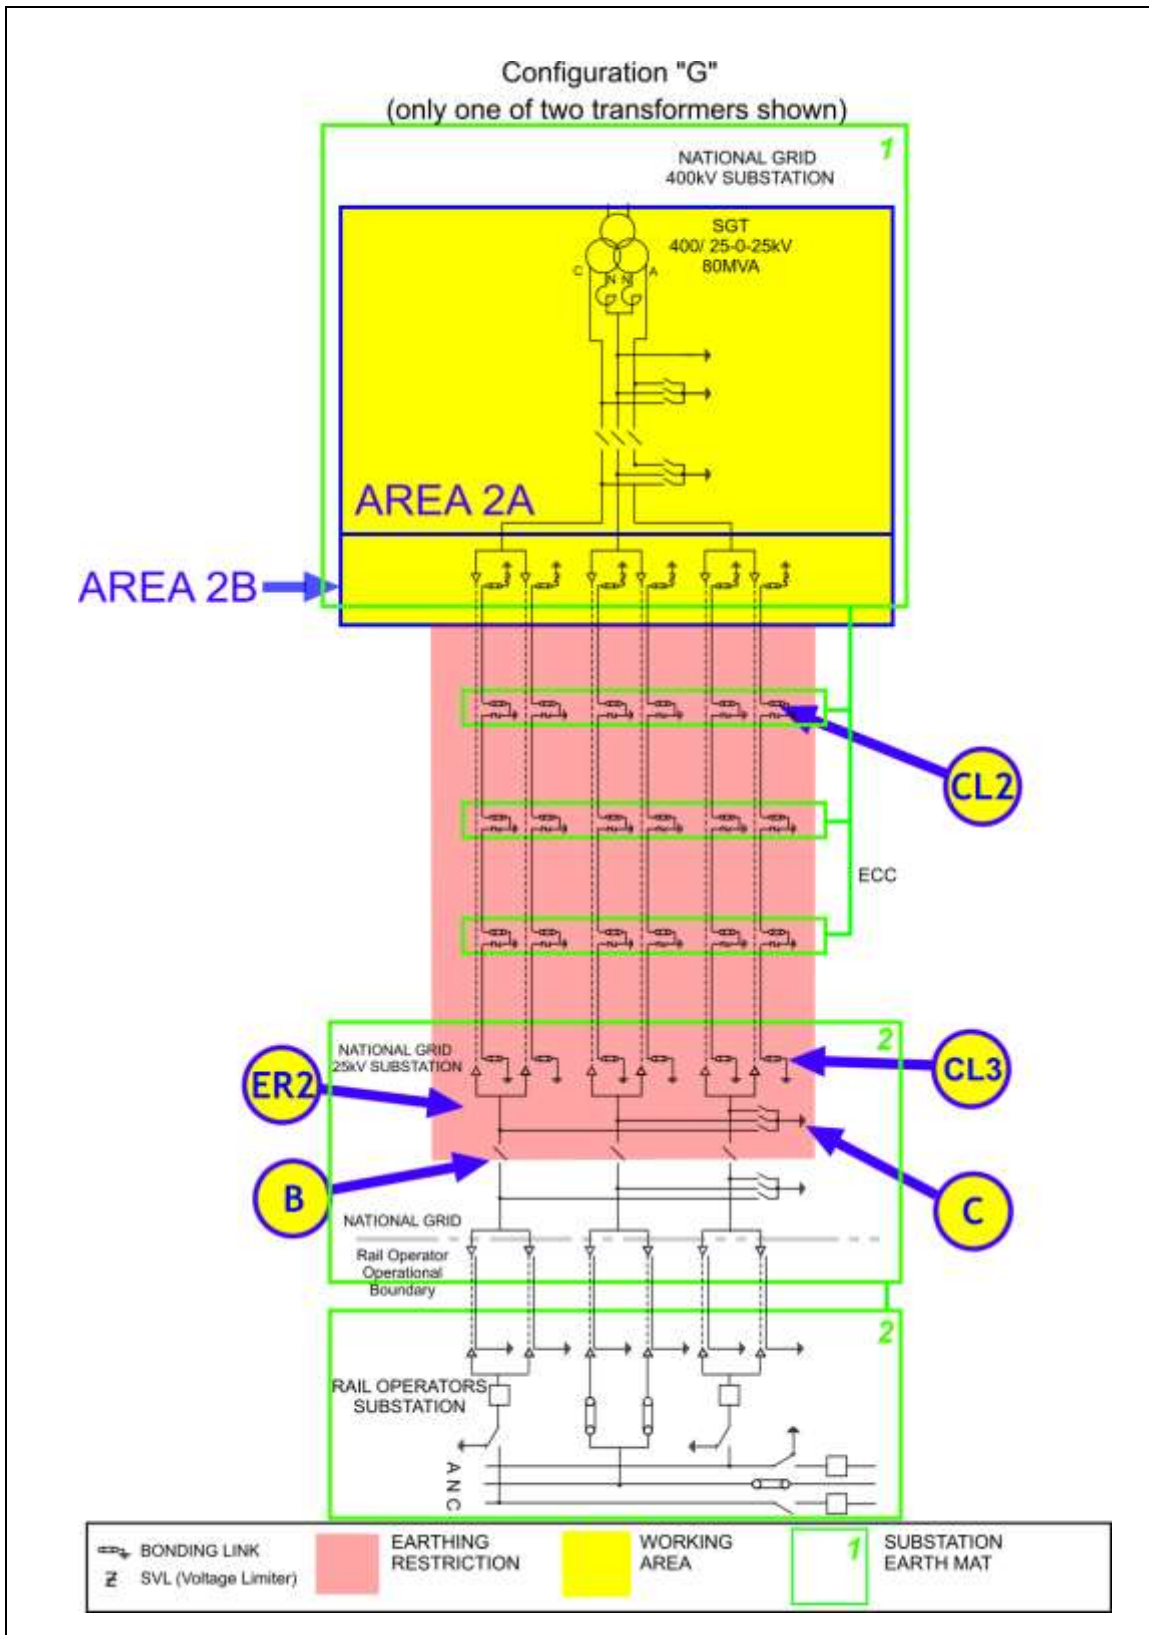 Configuration "G"
(only one of two transformers shown)
1
NATIONAL GRID
400kV SUBSTATION
SGT
400/ 25-0-25kV
80MVA
C
N N
A
AREA 2A
AREA 2B
CL2
ECC
2
NATIONAL GRID
25kV SUBSTATION
ER2
CL3
B
C
NATIONAL GRID
Rail Operator
Operational
Boundary
2
RAIL OPERATORS
SUBSTATION
A
N
C
BONDING LINK
SVL (Voltage Limiter)
EARTHING
RESTRICTION
WORKING
AREA
1
SUBSTATION
EARTH MAT